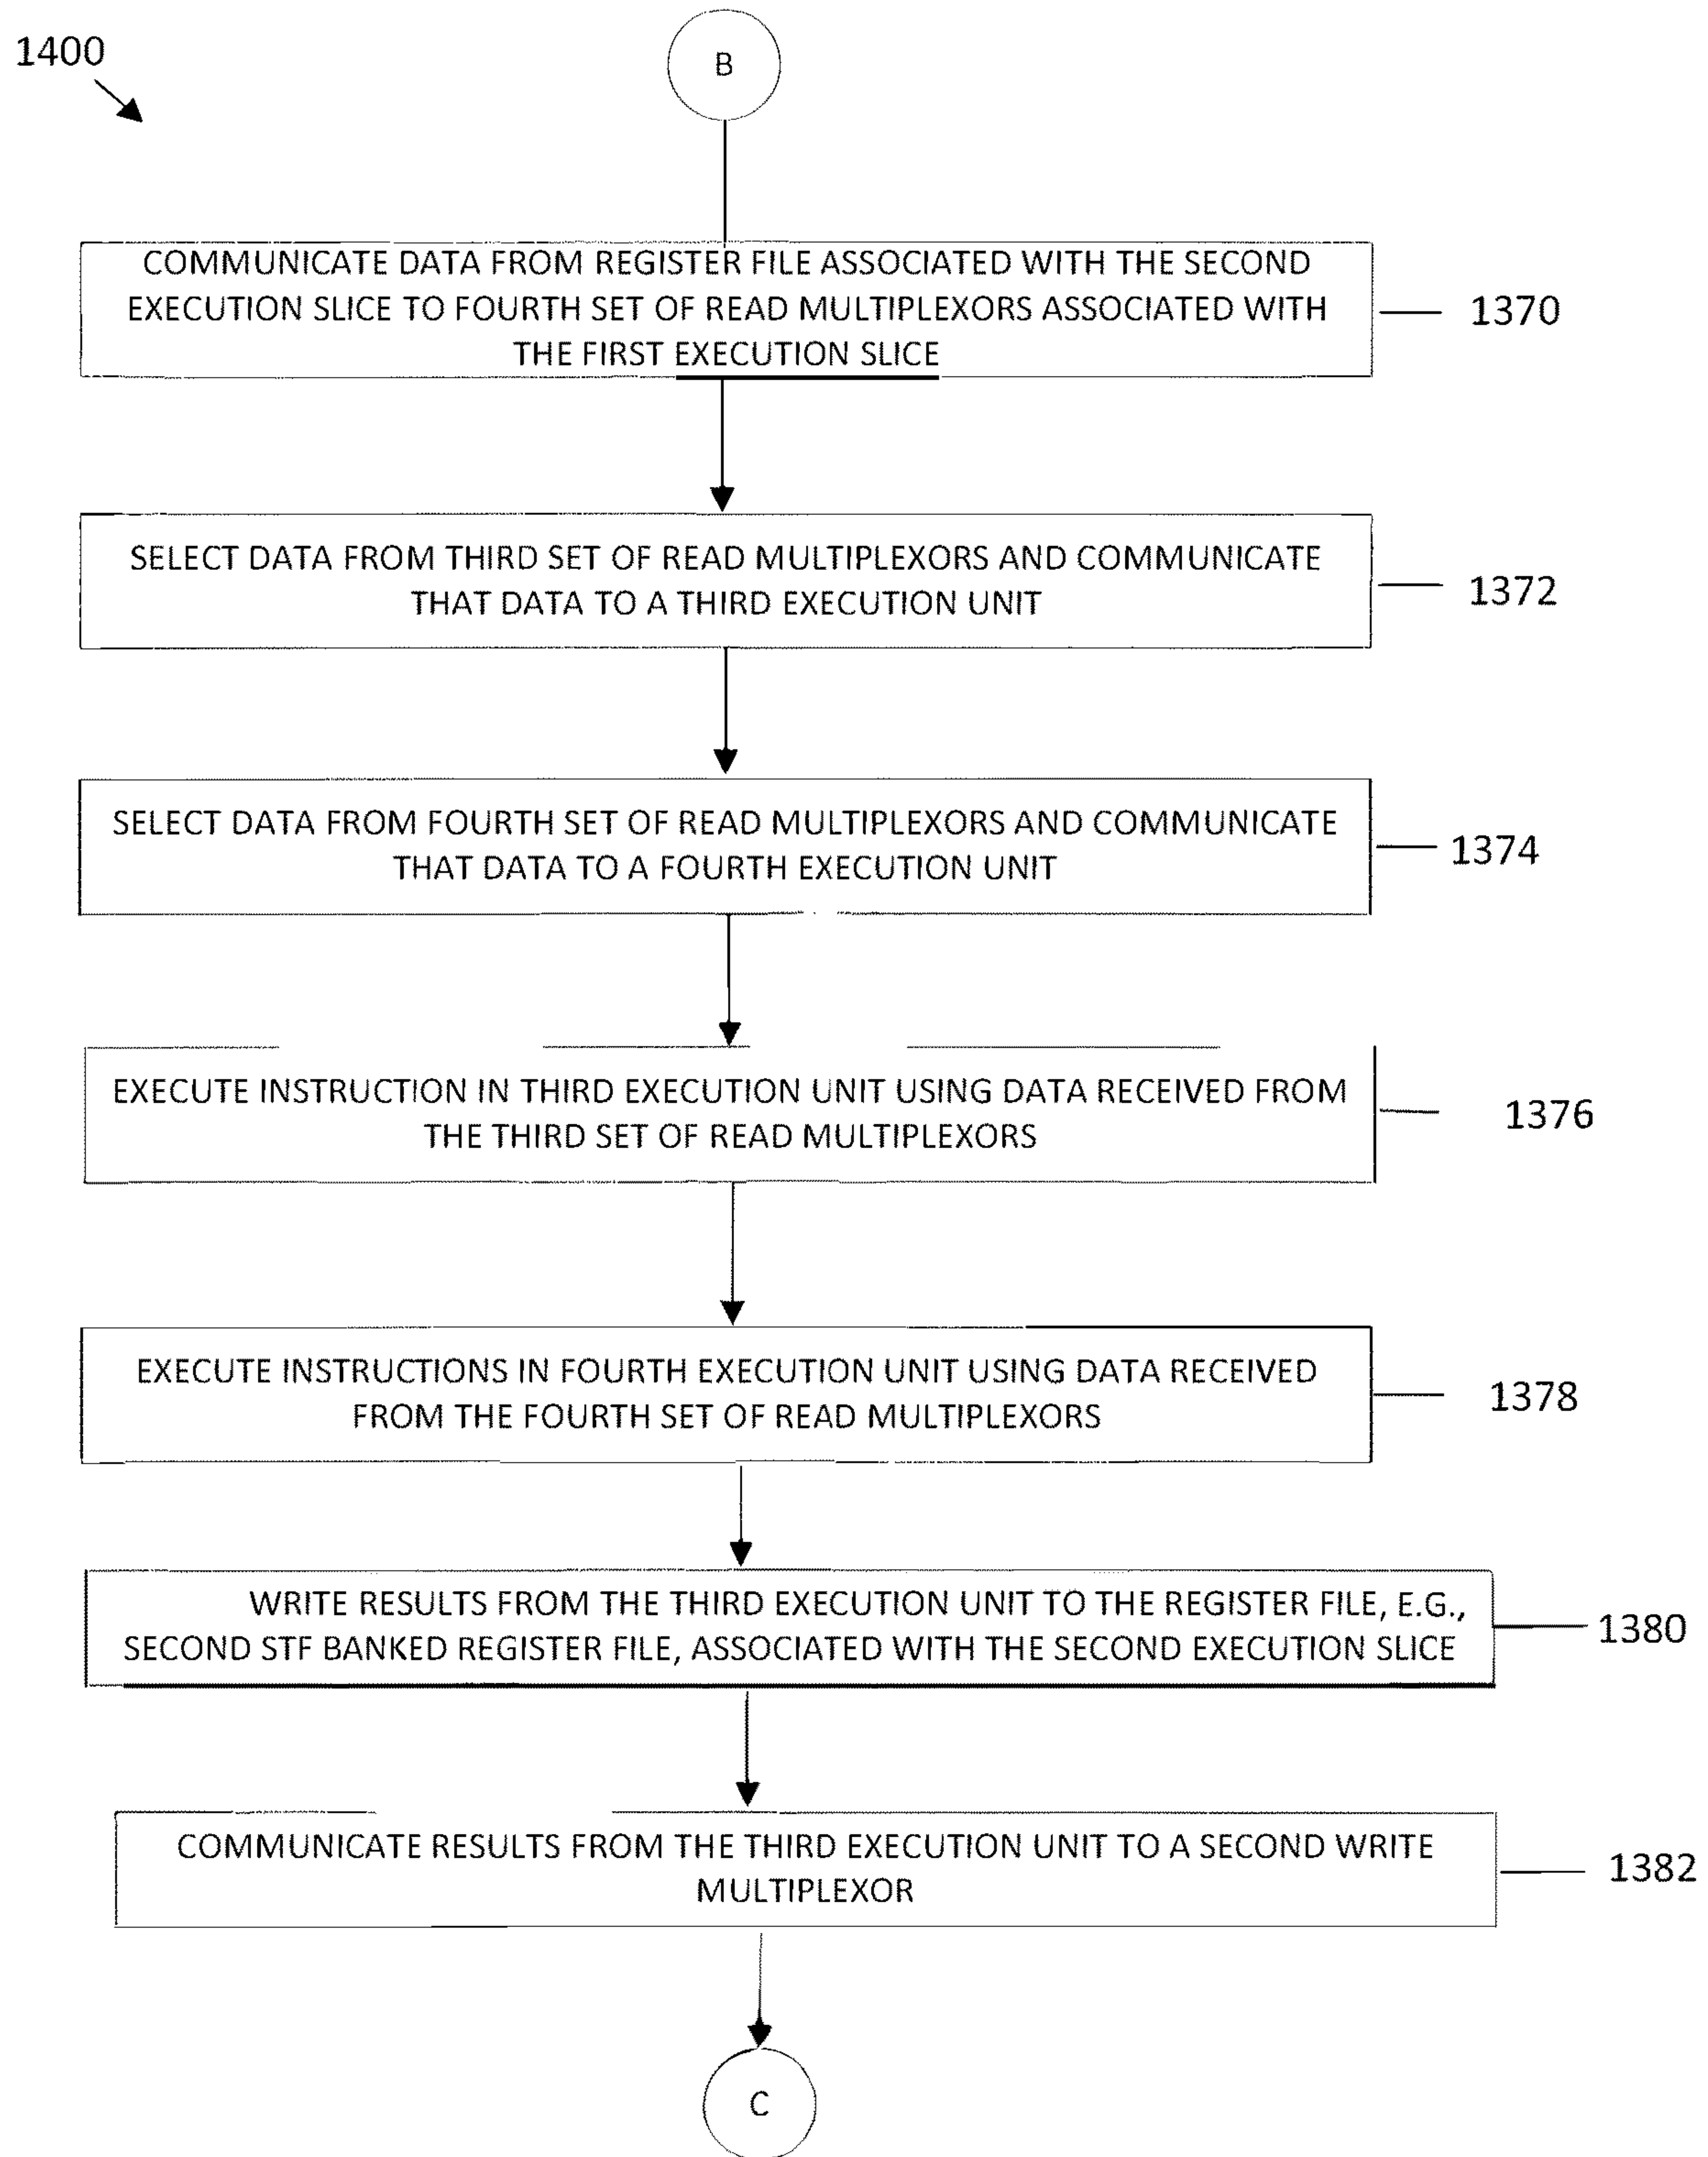 1400
B
COMMUNICATE DATA FROM REGISTER FILE ASSOCIATED WITH THE SECOND
EXECUTION SLICE TO FOURTH SET OF READ MULTIPLEXORS ASSOCIATED WITH
THE FIRST EXECUTION SLICE
1370
SELECT DATA FROM THIRD SET OF READ MULTIPLEXORS AND COMMUNICATE
THAT DATA TO A THIRD EXECUTION UNIT
1372
SELECT DATA FROM FOURTH SET OF READ MULTIPLEXORS AND COMMUNICATE
THAT DATA TO A FOURTH EXECUTION UNIT
1374
EXECUTE INSTRUCTION IN THIRD EXECUTION UNIT USING DATA RECEIVED FROM
THE THIRD SET OF READ MULTIPLEXORS
1376
EXECUTE INSTRUCTIONS IN FOURTH EXECUTION UNIT USING DATA RECEIVED
FROM THE FOURTH SET OF READ MULTIPLEXORS
1378
WRITE RESULTS FROM THE THIRD EXECUTION UNIT TO THE REGISTER FILE, E.G.,
SECOND STF BANKED REGISTER FILE, ASSOCIATED WITH THE SECOND EXECUTION SLICE
1380
COMMUNICATE RESULTS FROM THE THIRD EXECUTION UNIT TO A SECOND WRITE
MULTIPLEXOR
1382
C